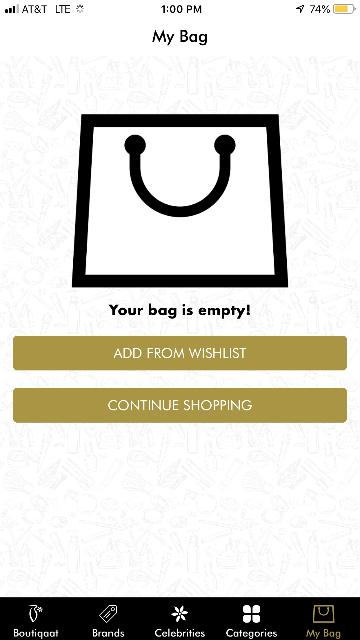 AT&T LTE 1:00 PM 74%
My Bag
Your bag is empty!
ADD FROM WISHLIST
CONTINUE SHOPPING
Boutiqaat Brands Celebrities Categories My Bag